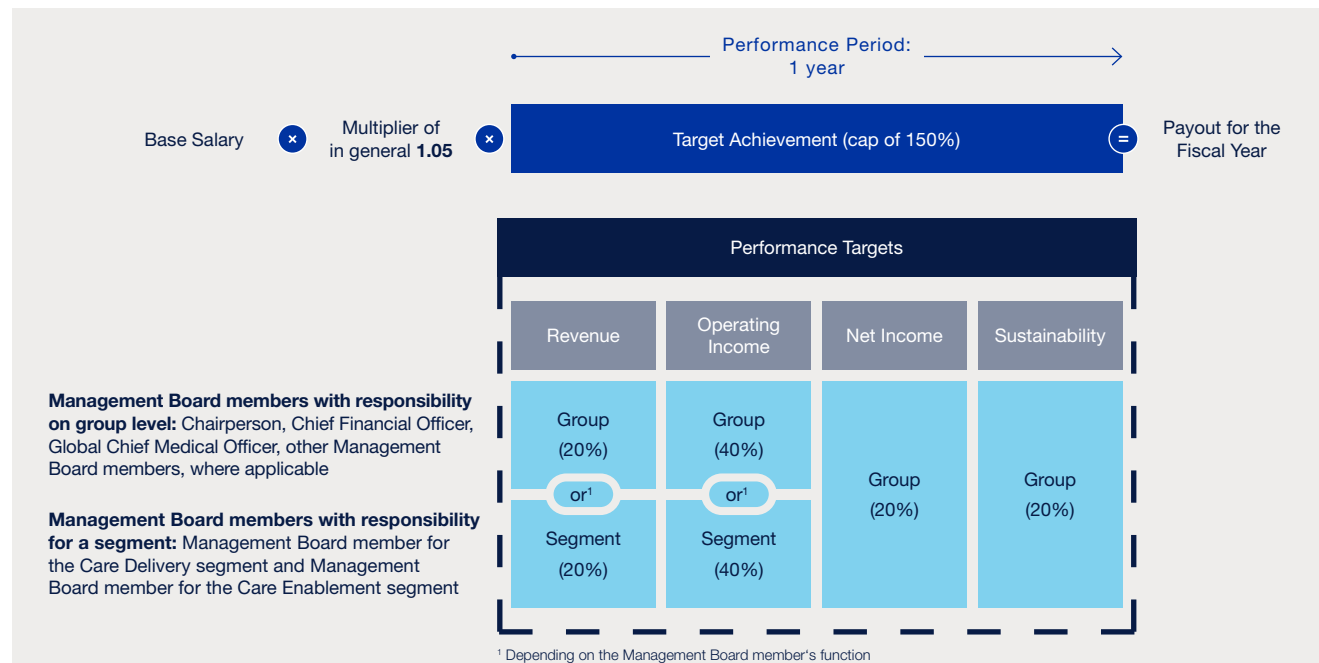 Performance Period:
1 year
Base Salary
×
Multiplier of
in general 1.05
×
Target Achievement (cap of 150%)
=
Payout for the
Fiscal Year
Performance Targets
Revenue
Operating
Income
Net Income
Sustainability
Management Board members with responsibility
on group level: Chairperson, Chief Financial Officer,
Global Chief Medical Officer, other Management
Board members, where applicable
Management Board members with responsibility
for a segment: Management Board member for
the Care Delivery segment and Management
Board member for the Care Enablement segment
Group
(20%)
or¹
Segment
(20%)
Group
(40%)
or¹
Segment
(40%)
Group
(20%)
Group
(20%)
¹ Depending on the Management Board member‘s function